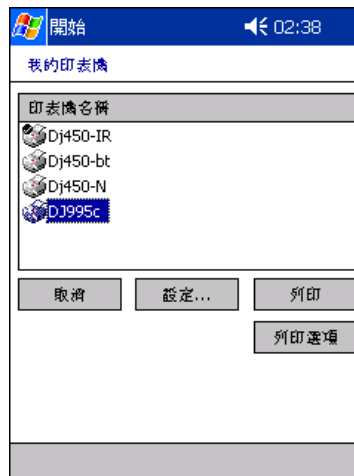 開始 02:38
我的印表機
印表機名稱
Dj450-IR
Dj450-bt
Dj450-N
DJ995c
取消 設定... 列印
列印選項